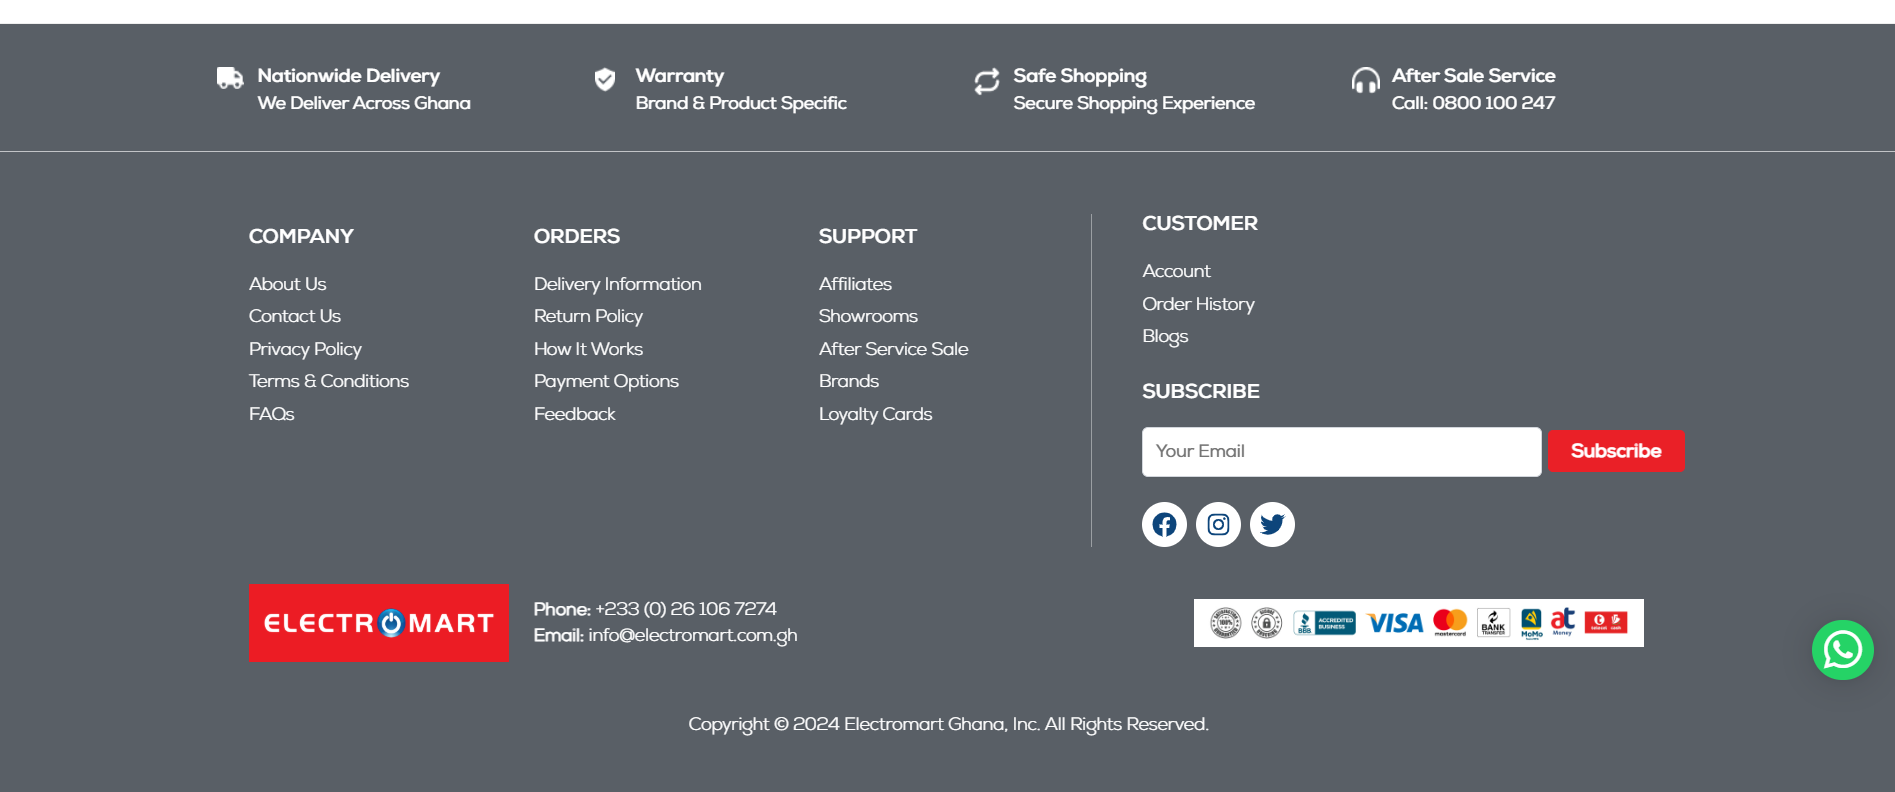 Nationwide Delivery
We Deliver Across Ghana
Warranty
Brand & Product Specific
Safe Shopping
Secure Shopping Experience
After Sale Service
Call: 0800 100 247
COMPANY
About Us
Contact Us
Privacy Policy
Terms & Conditions
FAQs
ORDERS
Delivery Information
Return Policy
How It Works
Payment Options
Feedback
SUPPORT
Affiliates
Showrooms
After Service Sale
Brands
Loyalty Cards
CUSTOMER
Account
Order History
Blogs
SUBSCRIBE
Your Email
Subscribe
ELECTROMART
Phone: +233 (0) 26 106 7274
Email: info@electromart.com.gh
100%
BBB
ACCREDITED
BUSINESS
VISA
mastercard
BANK
TRANSFER
MoMo
at
Money
Copyright © 2024 Electromart Ghana, Inc. All Rights Reserved.